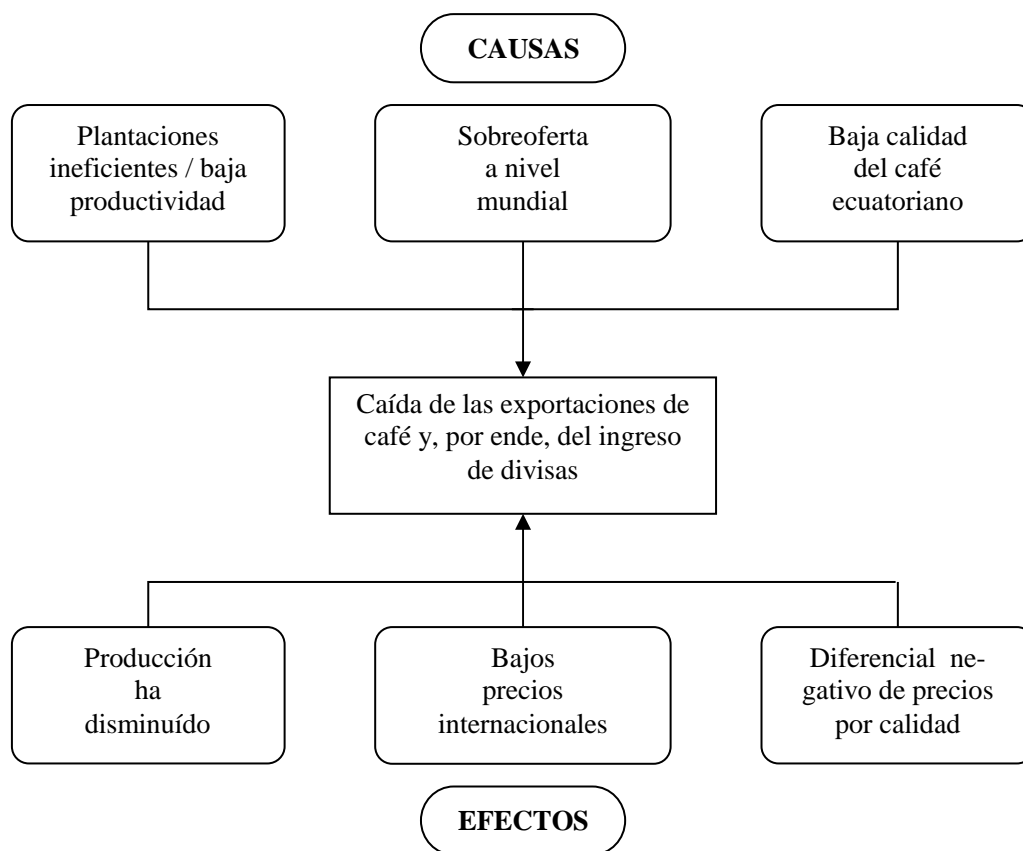 CAUSAS
Plantaciones
ineficientes / baja
productividad
Sobreoferta
a nivel
mundial
Baja calidad
del café
ecuatoriano
Caída de las exportaciones de
café y, por ende, del ingreso
de divisas
Producción
ha
disminuído
Bajos
precios
internacionales
Diferencial  ne-
gativo de precios
por calidad
EFECTOS